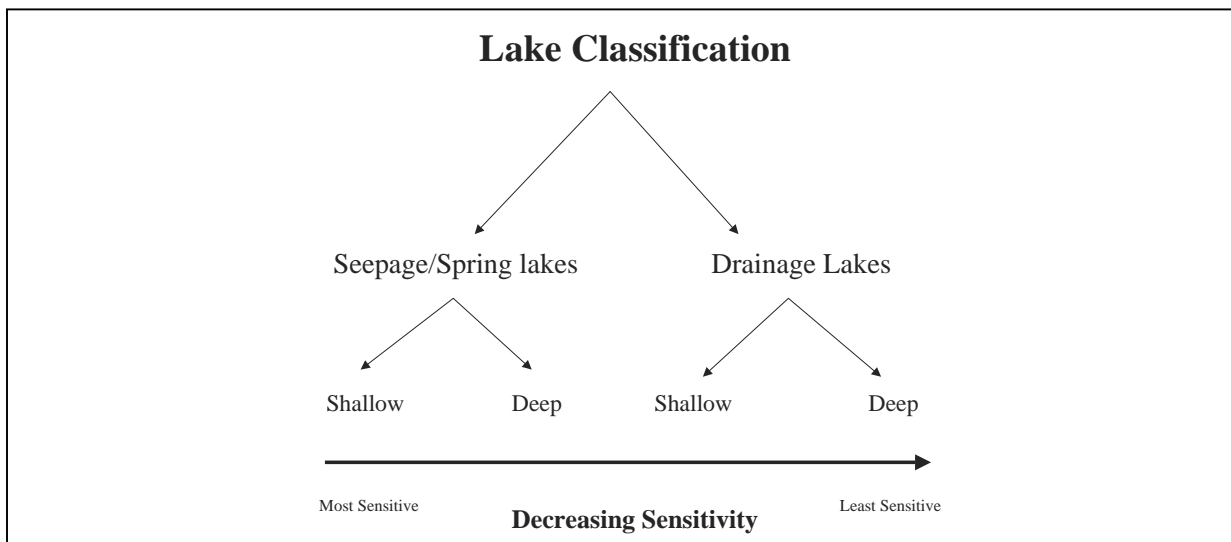 Lake Classification
Seepage/Spring lakes Drainage Lakes
Shallow Deep Shallow Deep
Most Sensitive Least Sensitive
Decreasing Sensitivity